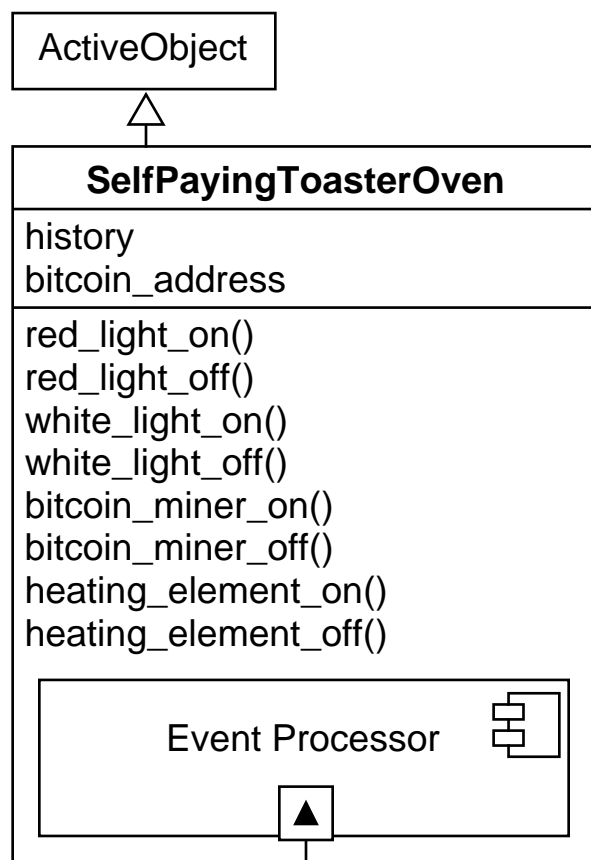 ActiveObject
SelfPayingToasterOven
history
bitcoin_address
red_light_on()
red_light_off()
white_light_on()
white_light_off()
bitcoin_miner_on()
bitcoin_miner_off()
heating_element_on()
heating_element_off()
Event Processor